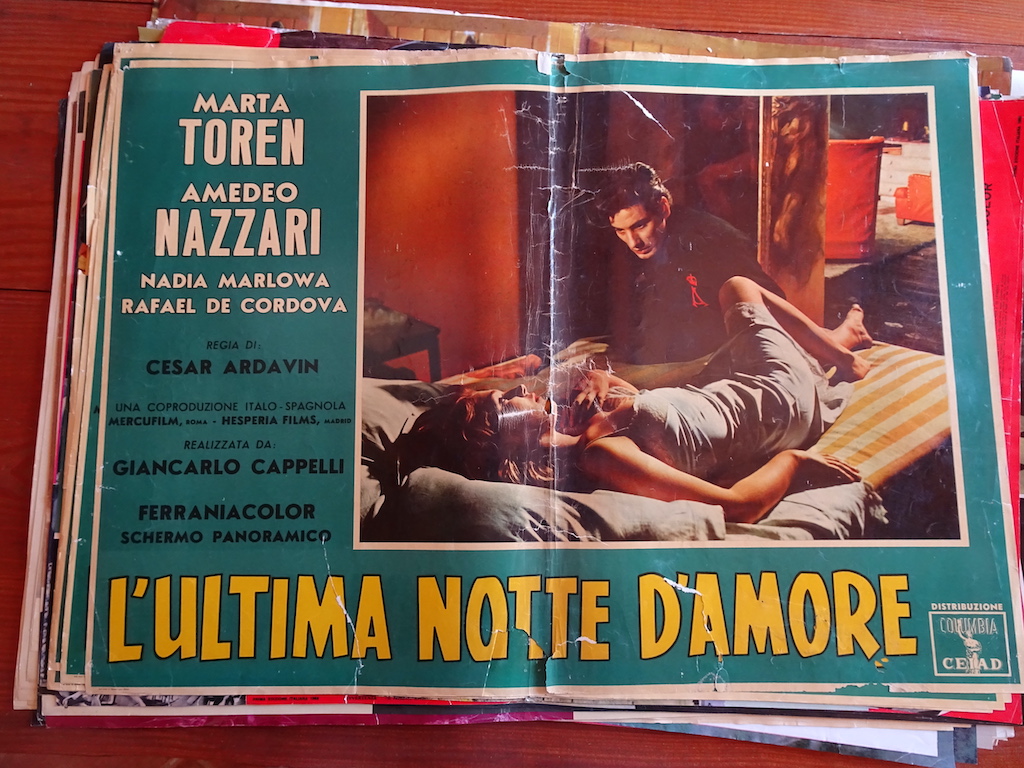 MARTA
TOREN
AMEDEO
NAZZARI
NADIA MARLOWA
RAFAEL DE CORDOVA
REGIA DI:
CESAR ARDAVIN
UNA COPRODUZIONE ITALO-SPAGNOLA
MERCUFILM, ROMA - HESPERIA FILMS, MADRID
REALIZZATA DA:
GIANCARLO CAPPELLI
FERRANIACOLOR
SCHERMO PANORAMICO
L'ULTIMA NOTTE D'AMORE
DISTRIBUZIONE
COLUMBIA
CEIAD